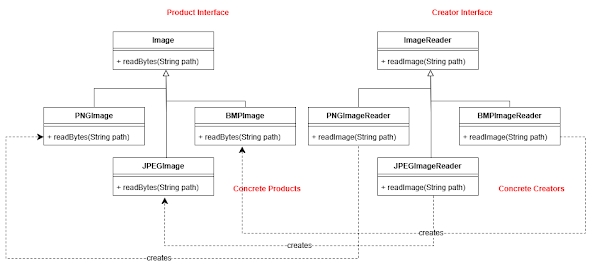 Product Interface
Creator Interface
Image
+ readBytes(String path)
ImageReader
+ readImage(String path)
PNGImage
+ readBytes(String path)
BMPImage
+ readBytes(String path)
PNGImageReader
+ readImage(String path)
BMPImageReader
+ readImage(String path)
JPEGImage
+ readBytes(String path)
Concrete Products
JPEGImageReader
+ readImage(String path)
Concrete Creators
creates
creates
creates